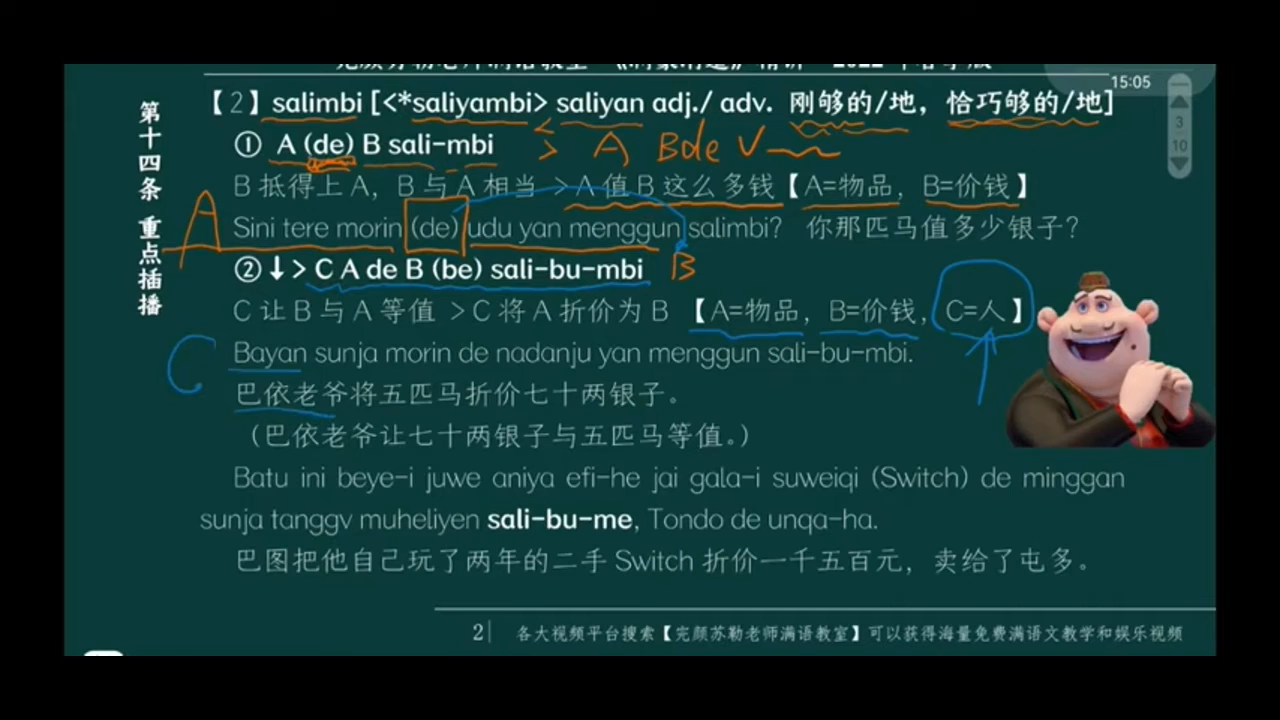 15:05
第十四条 重点插播
3
10
【2】salimbi [<*saliyambi> saliyan adj./ adv. 刚够的/地，恰巧够的/地]
① A (de) B sali-mbi > A Bde V
B 抵得上 A，B 与 A 相当 >A 值 B 这么多钱【A=物品，B=价钱】
A
Sini tere morin (de) udu yan menggun salimbi? 你那匹马值多少银子？
② ↓> C A de B (be) sali-bu-mbi B
C 让 B 与 A 等值 >C 将 A 折价为 B 【A=物品，B=价钱，C=人】
C
Bayan sunja morin de nadanju yan menggun sali-bu-mbi.
巴依老爷将五匹马折价七十两银子。
（巴依老爷让七十两银子与五匹马等值。）
Batu ini beye-i juwe aniya efi-he jai gala-i suweiqi (Switch) de minggan
sunja tanggv muheliyen sali-bu-me, Tondo de unqa-ha.
巴图把他自己玩了两年的二手 Switch 折价一千五百元，卖给了屯多。
2| 各大视频平台搜索【完颜苏勒老师满语教室】可以获得海量免费满语文教学和娱乐视频